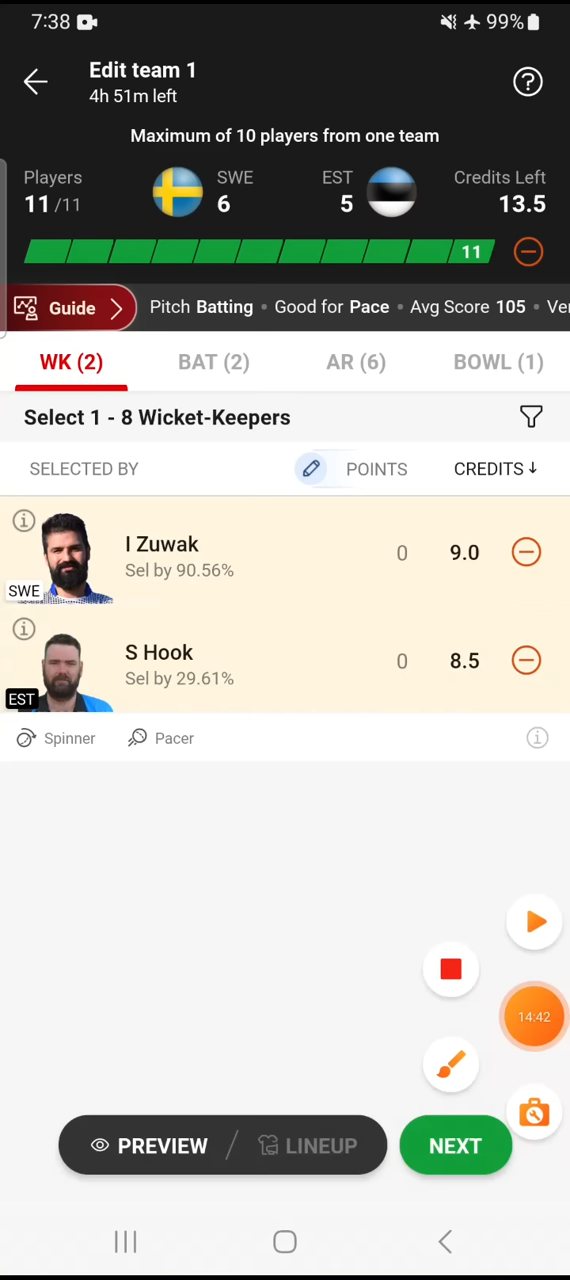 7:38 99%
Edit team 1
4h 51m left
Maximum of 10 players from one team
Players SWE EST Credits Left
11/11 6 5 13.5
11
Guide Pitch Batting • Good for Pace • Avg Score 105 • Ve
WK (2) BAT (2) AR (6) BOWL (1)
Select 1 - 8 Wicket-Keepers
SELECTED BY POINTS CREDITS↓
I Zuwak 0 9.0
Sel by 90.56%
SWE
S Hook 0 8.5
Sel by 29.61%
EST
Spinner Pacer
14:42
PREVIEW / LINEUP NEXT